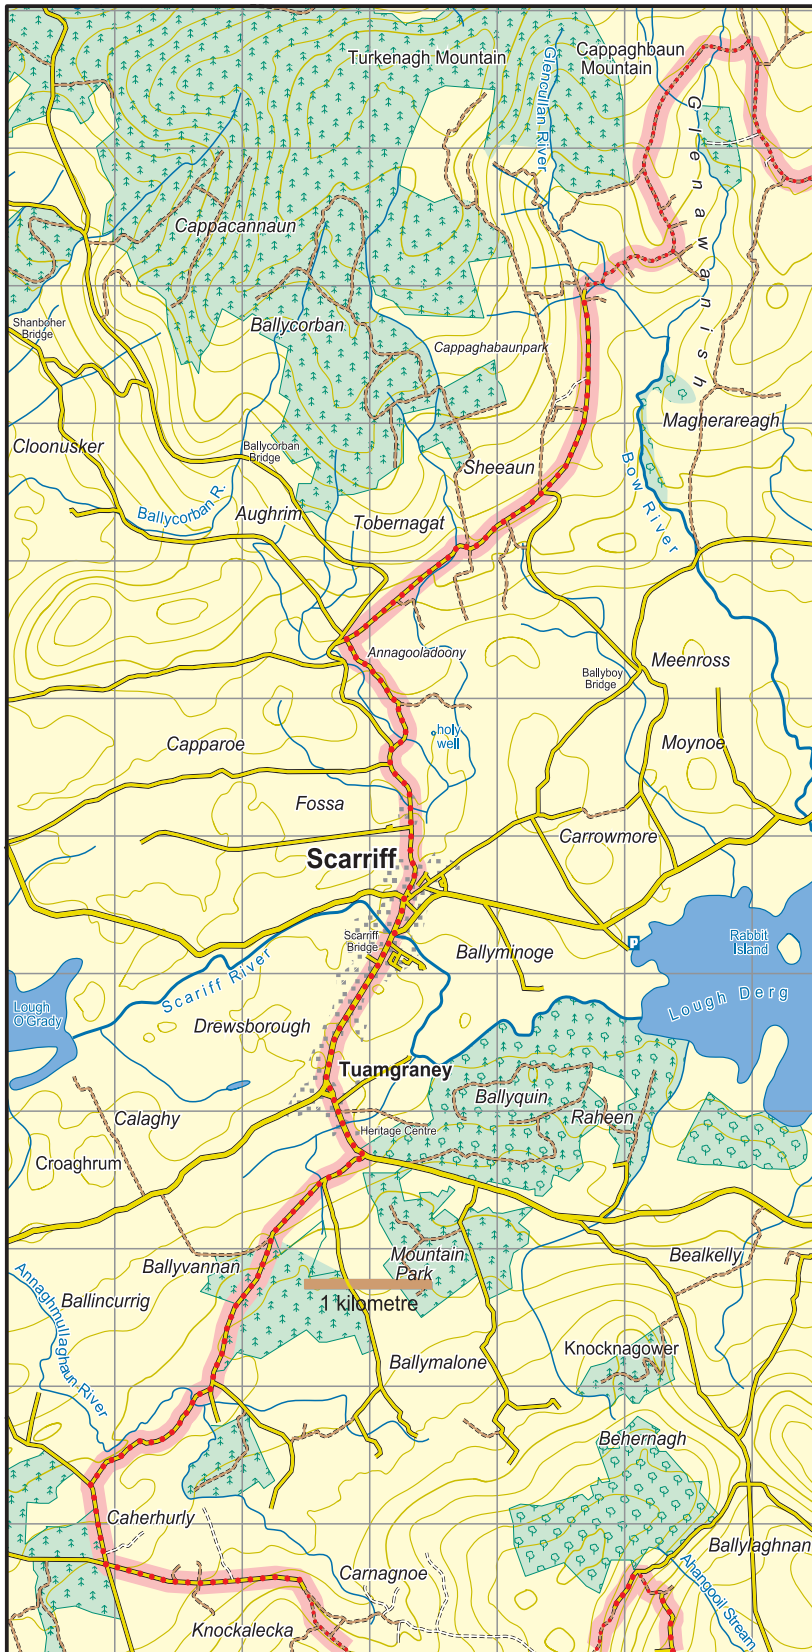 Turkenagh Mountain
Glencullan River
Cappaghbaun
Mountain
Glenawanish
Cappacannaun
Shanboher
Bridge
Ballycorban
Cappaghabaunpark
Magherareagh
Cloonusker
Ballycorban
Bridge
Sheeaun
Bow River
Ballycorban R.
Aughrim
Tobernagat
Annagooladoony
Meenross
Ballyboy
Bridge
holy
well
Capparoe
Moynoe
Fossa
Carrowmore
Scarriff
Scarriff
Bridge
Ballyminoge
P
Rabbit
Island
Scariff River
Lough
O'Grady
Lough Derg
Drewsborough
Tuamgraney
Ballyquin
Raheen
Calaghy
Heritage Centre
Croaghrum
Ballyvannan
Mountain
Park
Bealkelly
Annaghmullaghaun River
Ballincurrig
1 kilometre
Knocknagower
Ballymalone
Behernagh
Caherhurly
Ballylaghnan
Carnagnoe
Ahangooil Stream
Knockalecka